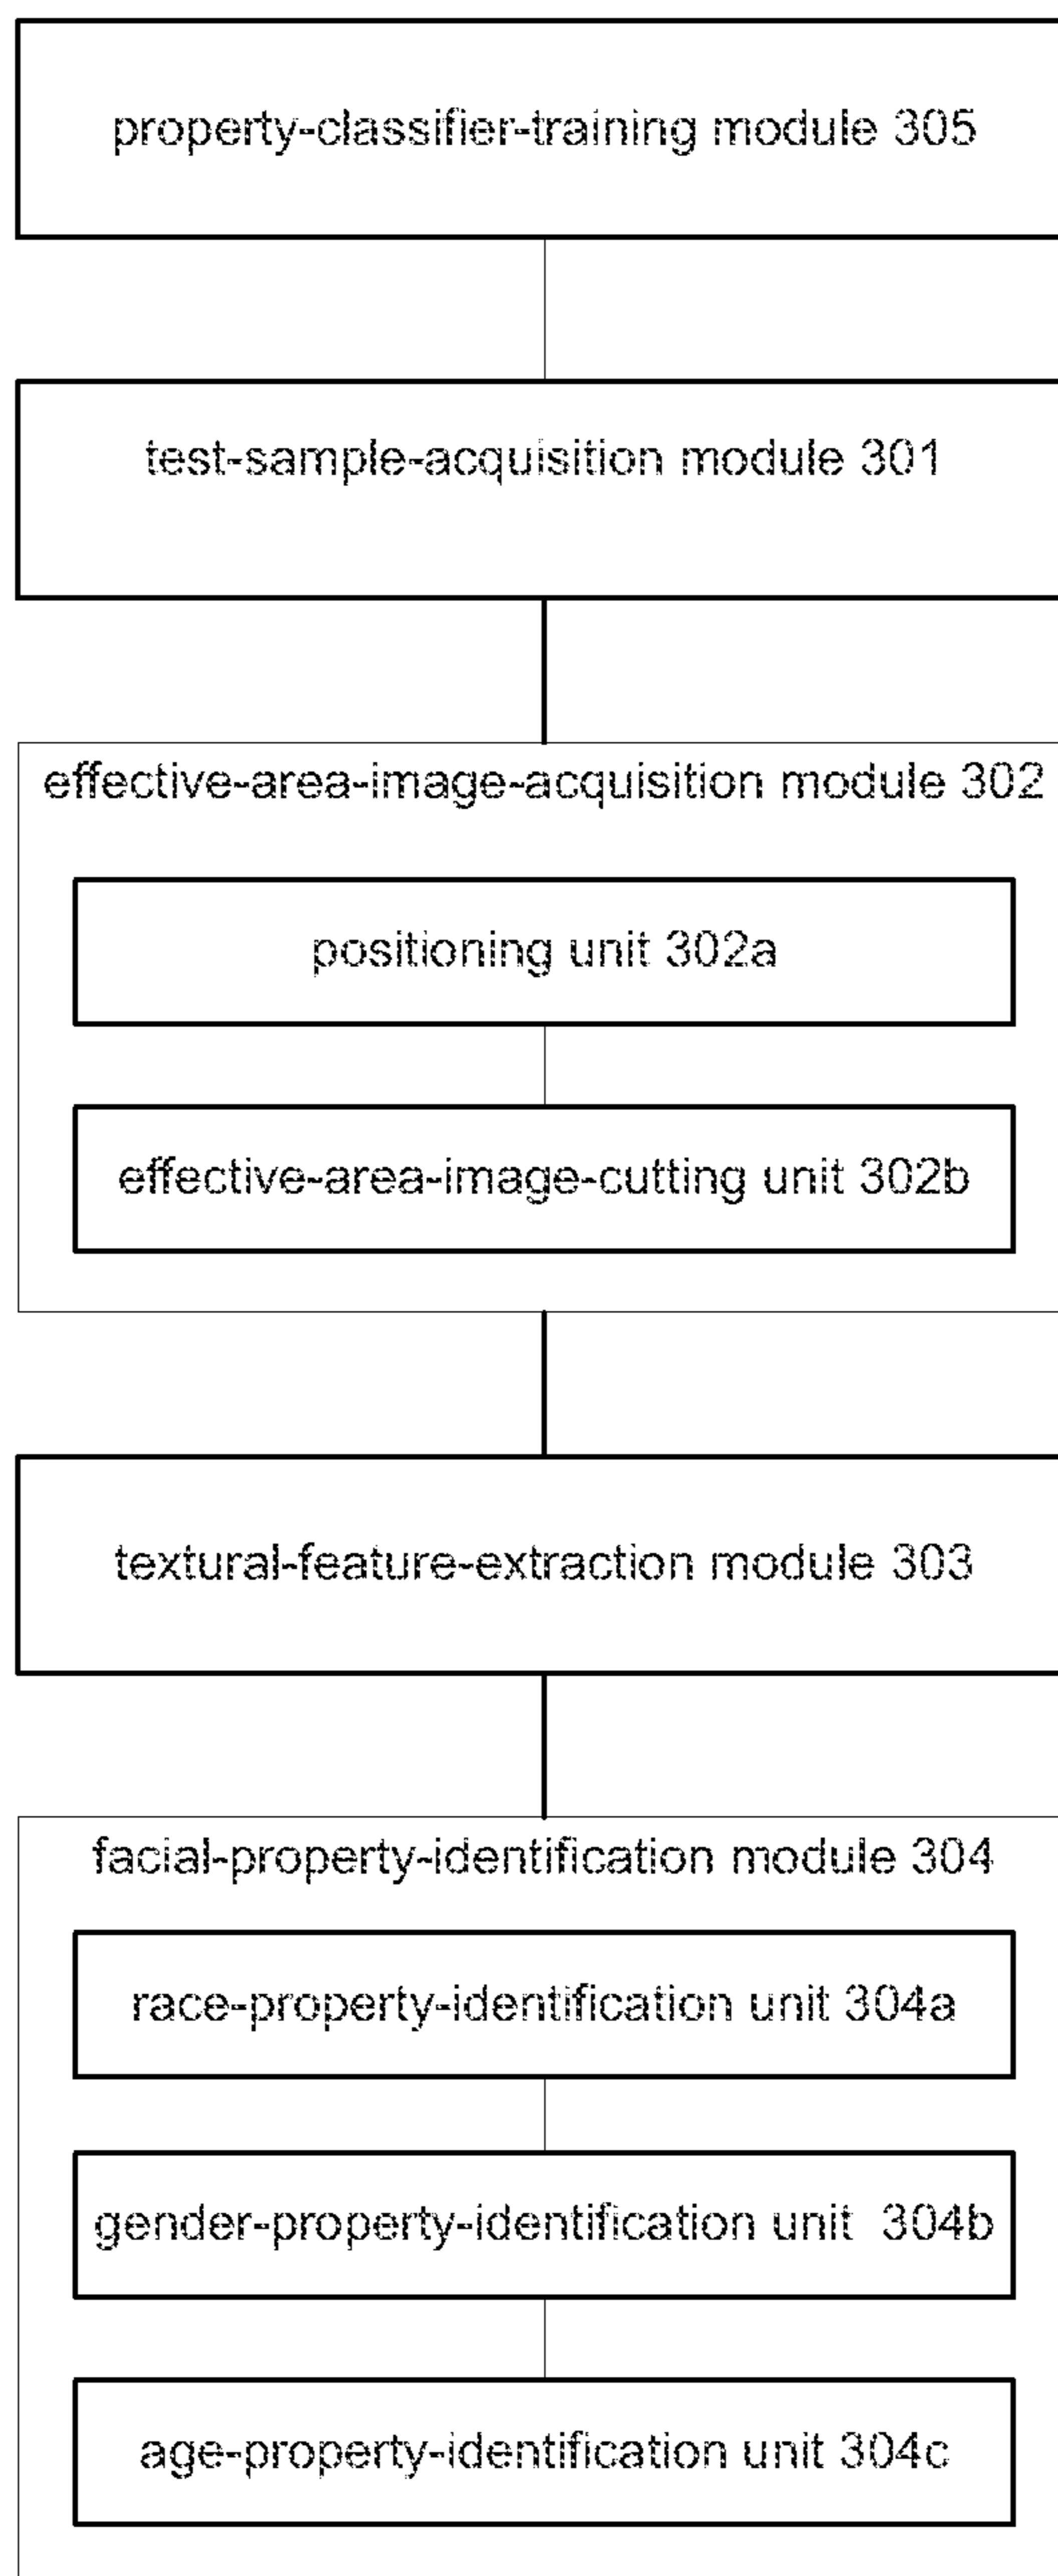 property-classifier-training module 305
test-sample-acquisition module 301
effective-area-image-acquisition module 302
positioning unit 302a
effective-area-image-cutting unit 302b
textural-feature-extraction module 303
facial-property-identification module 304
race-property-identification unit 304a
gender-property-identification unit 304b
age-property-identification unit 304c